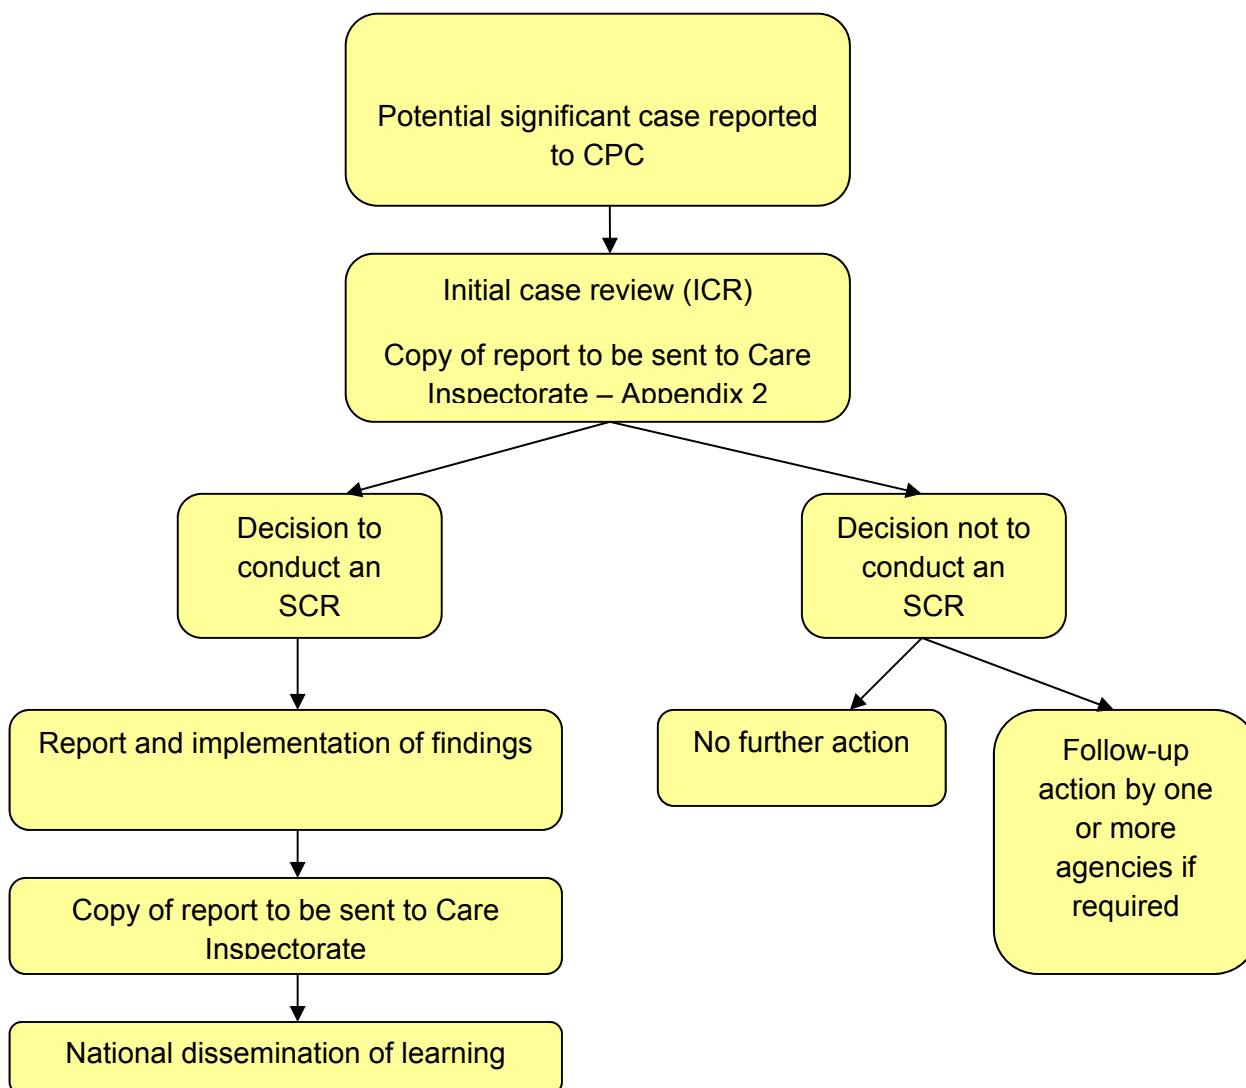 Potential significant case reported
to CPC
Initial case review (ICR)
Copy of report to be sent to Care
Inspectorate – Appendix 2
Decision to
conduct an
SCR
Decision not to
conduct an
SCR
Report and implementation of findings
No further action
Follow-up
action by one
or more
agencies if
required
Copy of report to be sent to Care
Inspectorate
National dissemination of learning